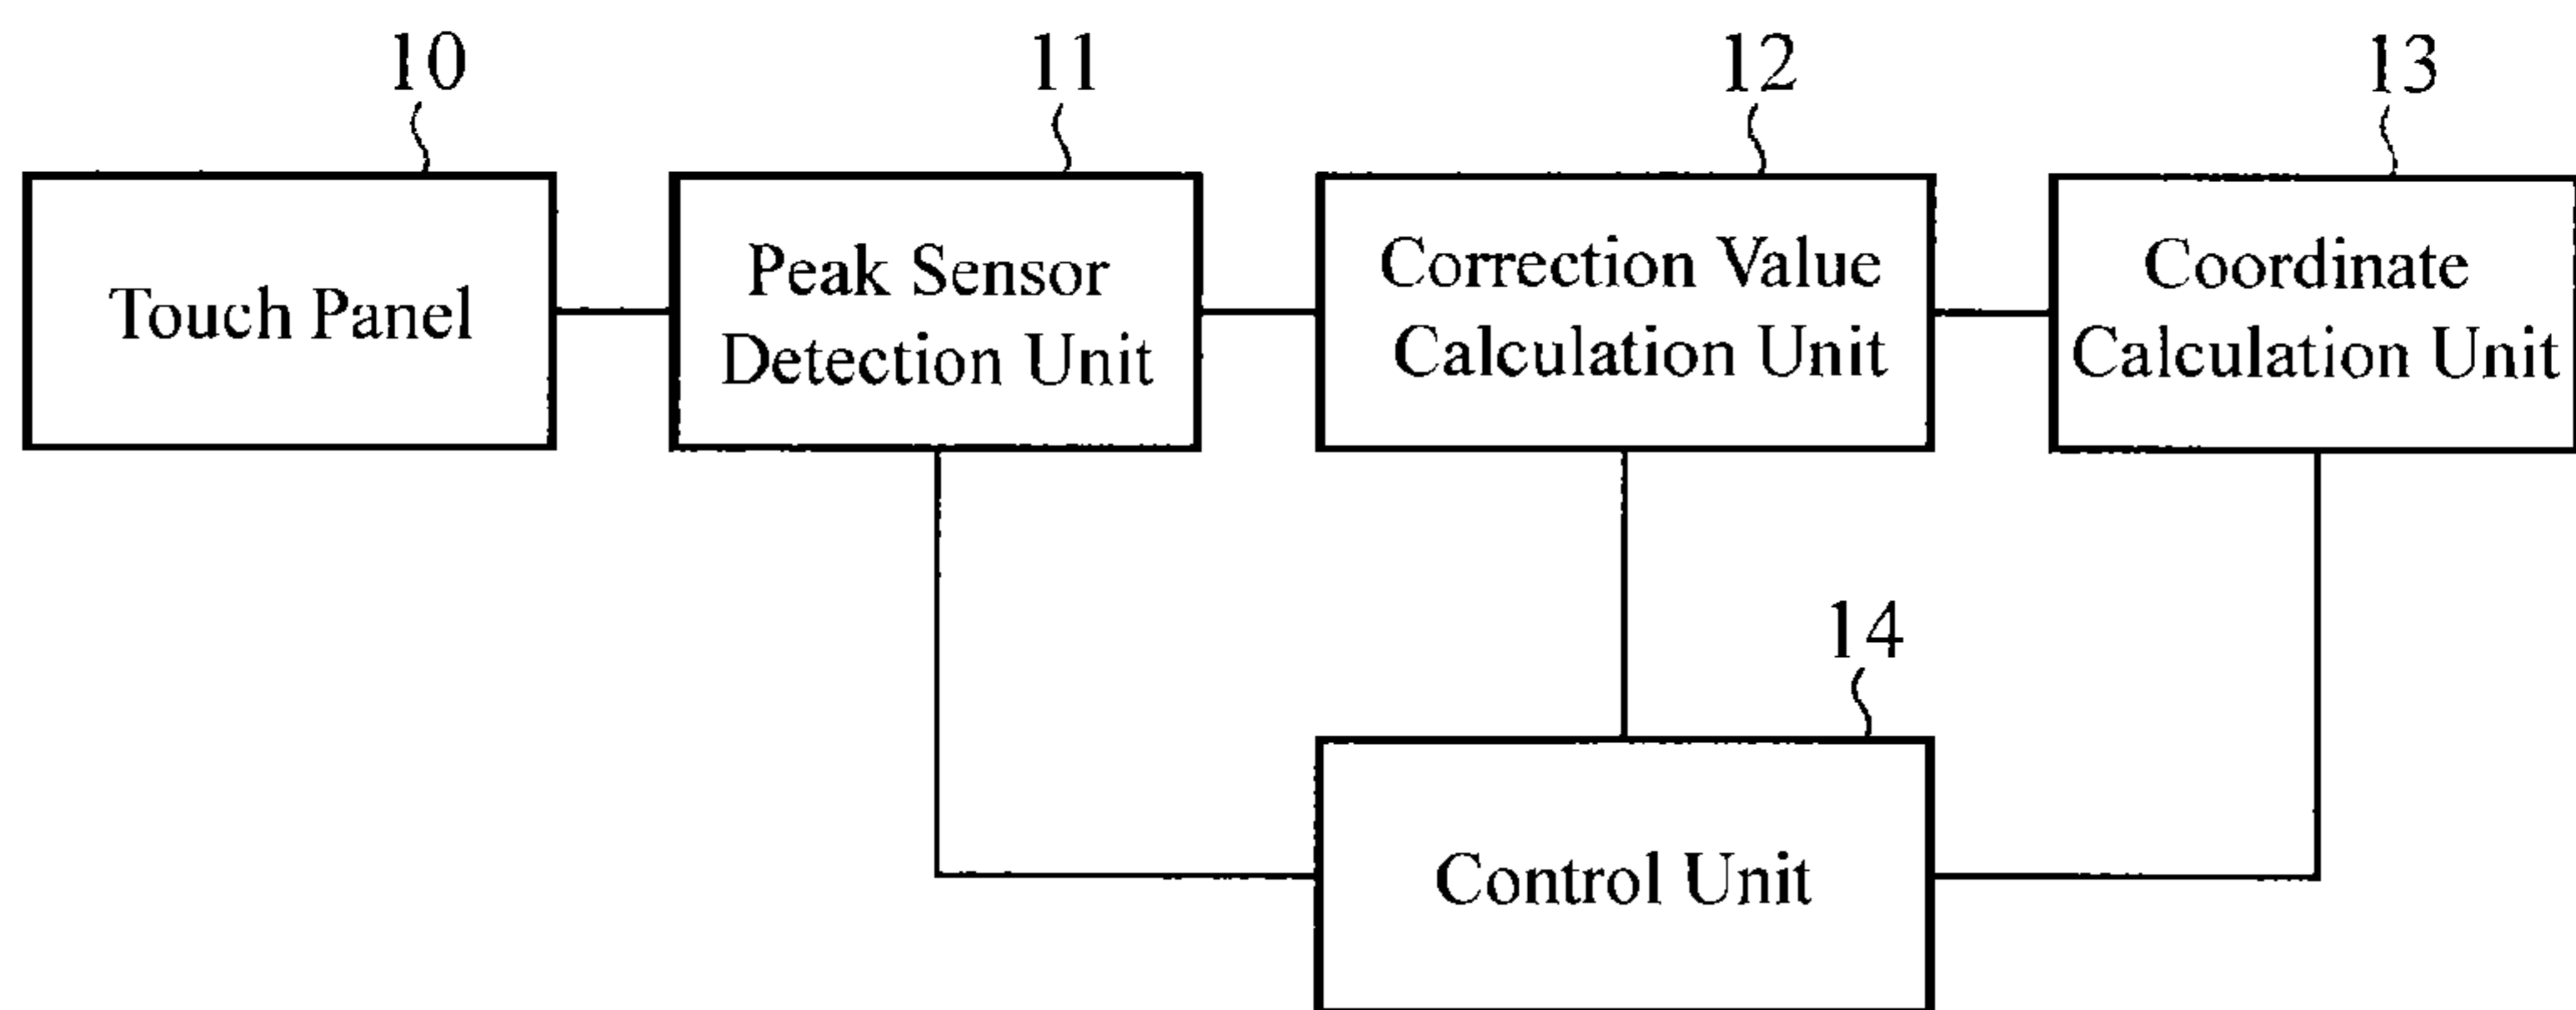 10
11
12
13
Touch Panel
Peak Sensor
Detection Unit
Correction Value
Calculation Unit
Coordinate
Calculation Unit
14
Control Unit